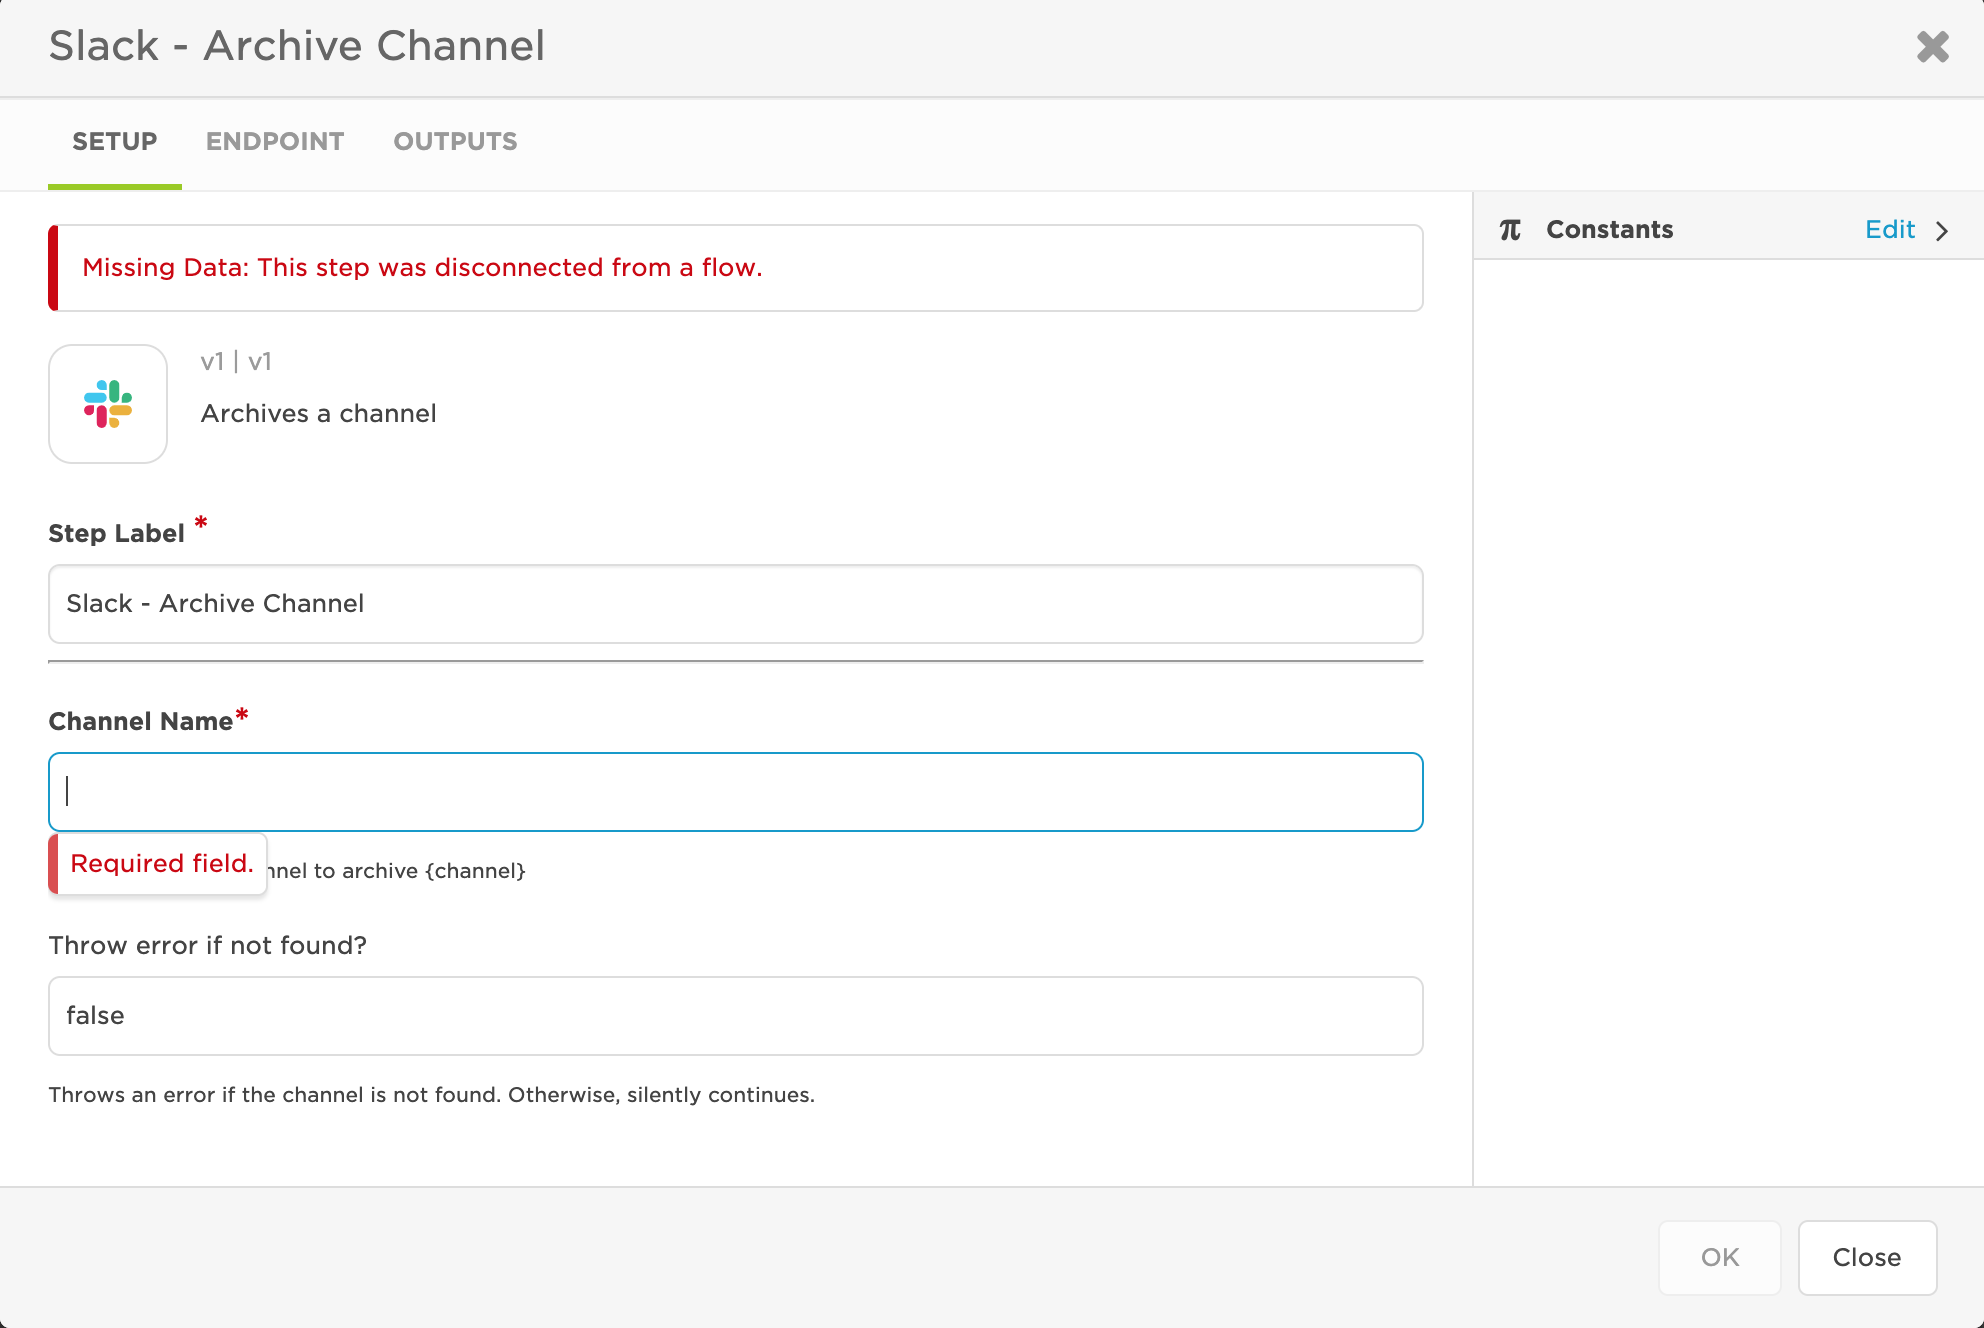 Slack - Archive Channel
SETUP ENDPOINT OUTPUTS
Missing Data: This step was disconnected from a flow.
π Constants Edit
v1 | v1
Archives a channel
Step Label *
Slack - Archive Channel
Channel Name*
Required field.
to archive {channel}
Throw error if not found?
false
Throws an error if the channel is not found. Otherwise, silently continues.
OK Close